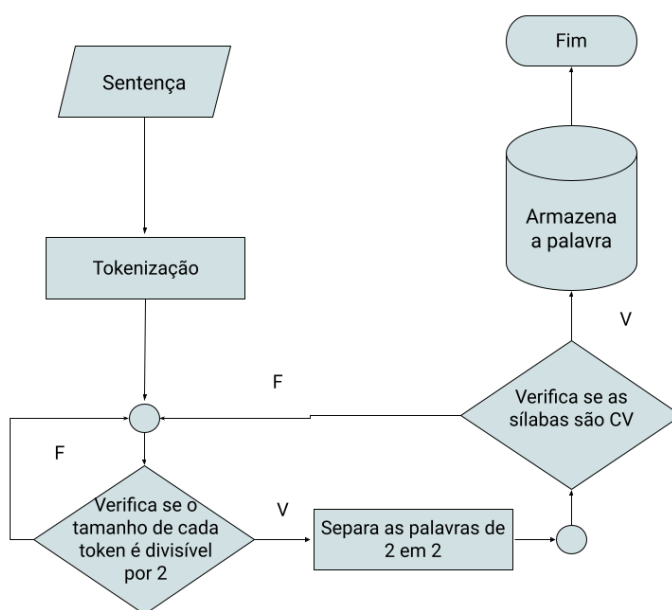 Sentença
Tokenização
F
Verifica se o
tamanho de cada
token é divisível
por 2
V
Separa as palavras de
2 em 2
F
Verifica se as
sílabas são CV
V
Armazena
a palavra
Fim